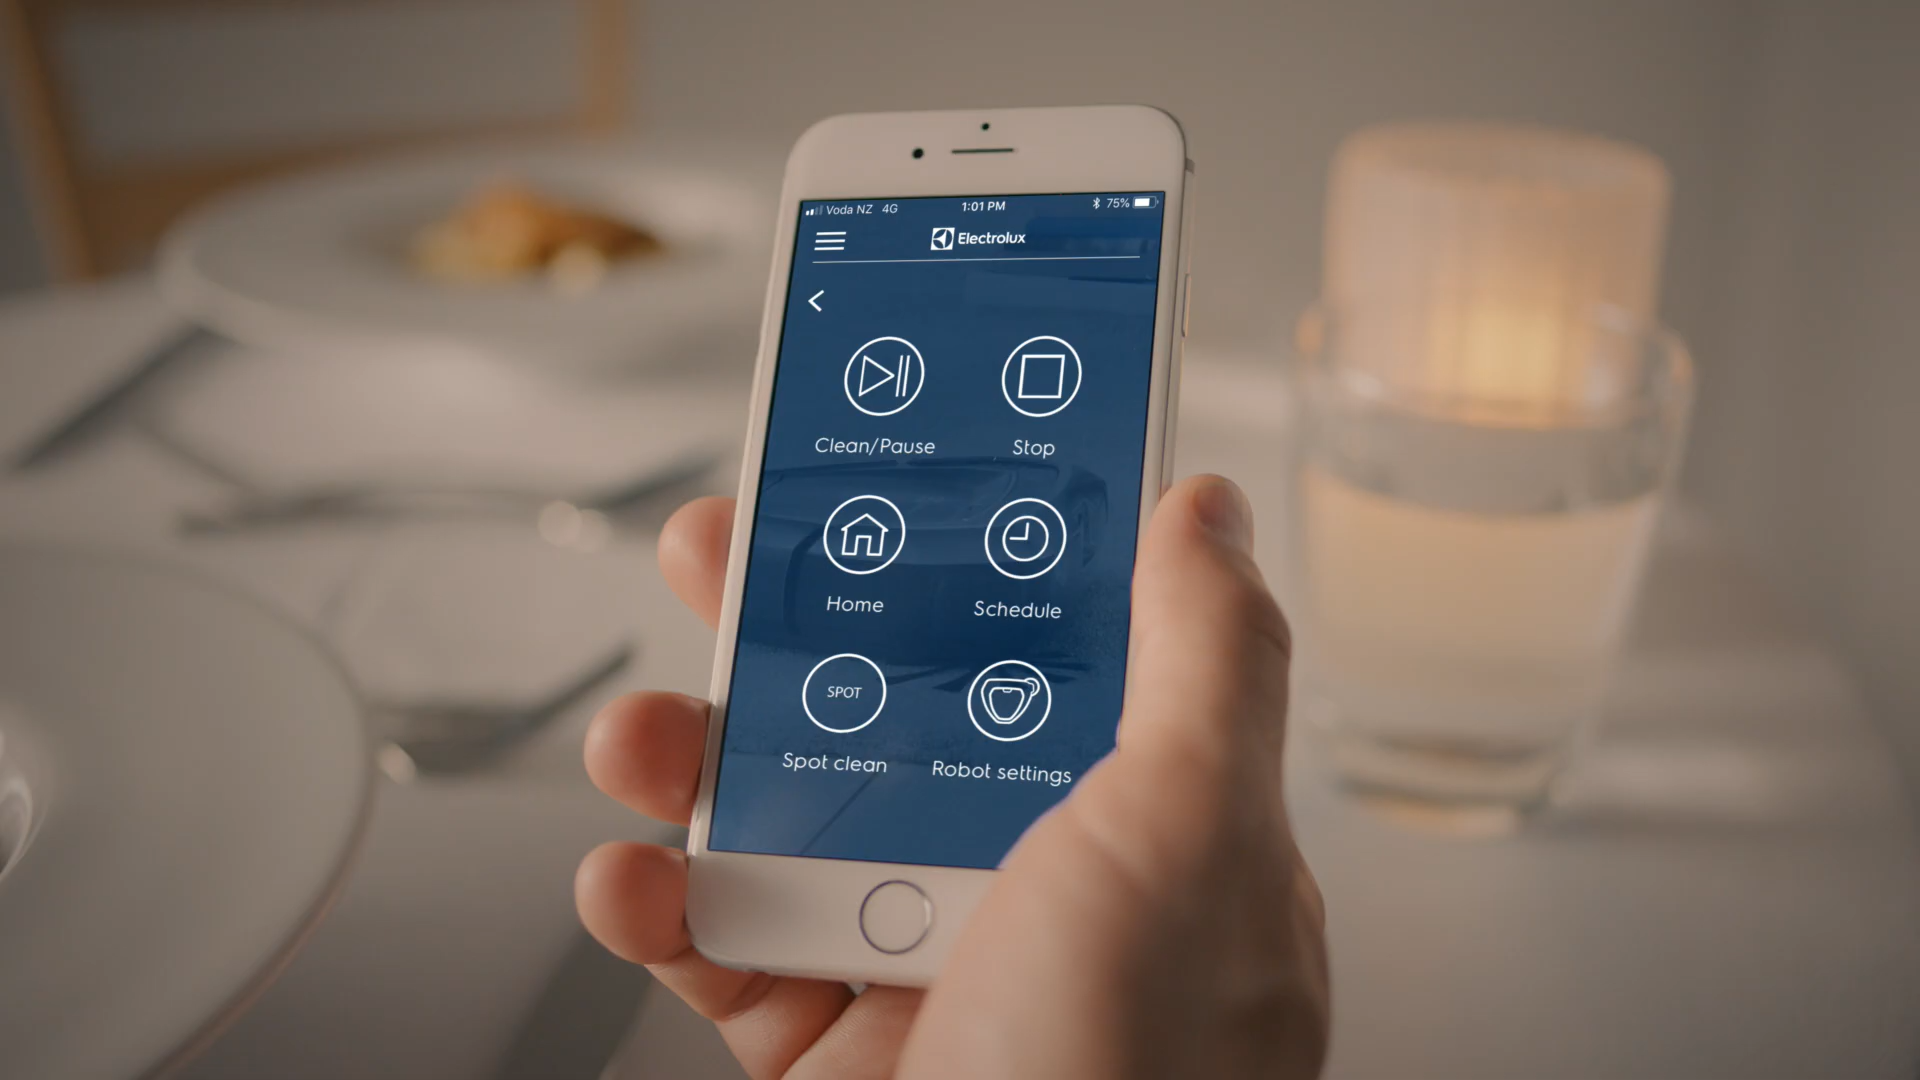 Voda NZ 4G 1:01 PM 75%
Electrolux
Clean/Pause Stop
Home Schedule
SPOT
Spot clean Robot settings